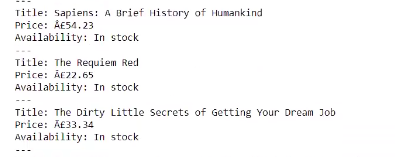 ---
Title: Sapiens: A Brief History of Humankind
Price: Â£54.23
Availability: In stock
---
Title: The Requiem Red
Price: Â£22.65
Availability: In stock
---
Title: The Dirty Little Secrets of Getting Your Dream Job
Price: Â£33.34
Availability: In stock
---